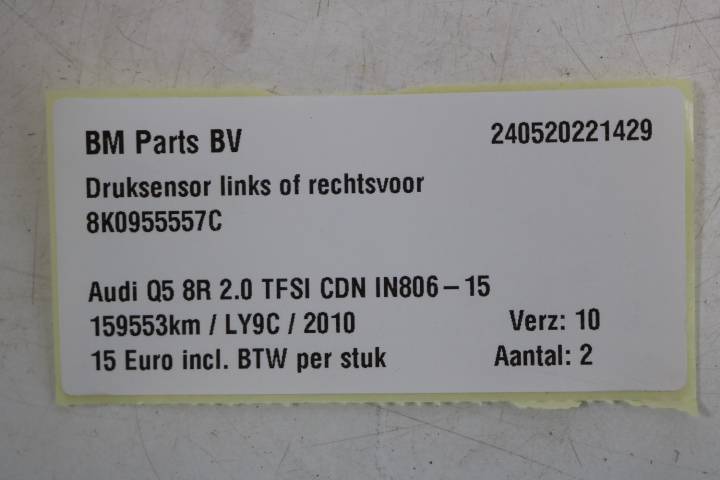 BM Parts BV 240520221429
Druksensor links of rechtsvoor
8K0955557C
Audi Q5 8R 2.0 TFSI CDN IN806-15
159553km / LY9C / 2010 Verz: 10
15 Euro incl. BTW per stuk Aantal: 2